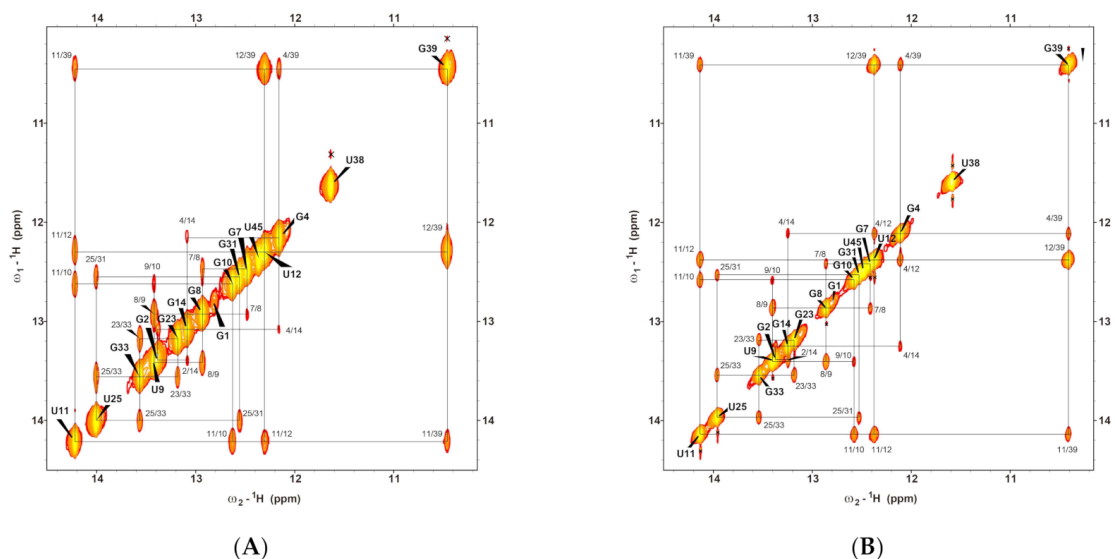 14 13 12 11
11/39 12/39 4/39 G39
11 11
U38
12 G4 12
4/14 G7 U45
11/12 G31 12/39
25/31 G10 U12
11/10 9/10 7/8
8/9 G8
13 G14 7/8 13
23/33 G2 G23 G1 4/14
G33 2/14
25/33 U9 8/9
23/33
14 U11 U25 25/33 25/31 14
11/10 11/12 11/39
14 13 12 11
ω1 - 1H (ppm)
ω2 - 1H (ppm)
(A)
14 13 12 11
11/39 12/39 4/39 G39
11 11
U38
12 G4 12
4/14 G7 4/12 4/39
11/12 U45 U12
25/31 G31 12/39
11/10 9/10 7/8 G10 4/12
8/9 G8
13 G1 7/8 13
23/33 G14 G23
G2 4/14
U9 2/14 9/10
25/33 G33 8/9
23/33
14 U25 25/33 25/31 14
U11 11/10 11/12 11/39
14 13 12 11
ω1 - 1H (ppm)
ω2 - 1H (ppm)
(B)